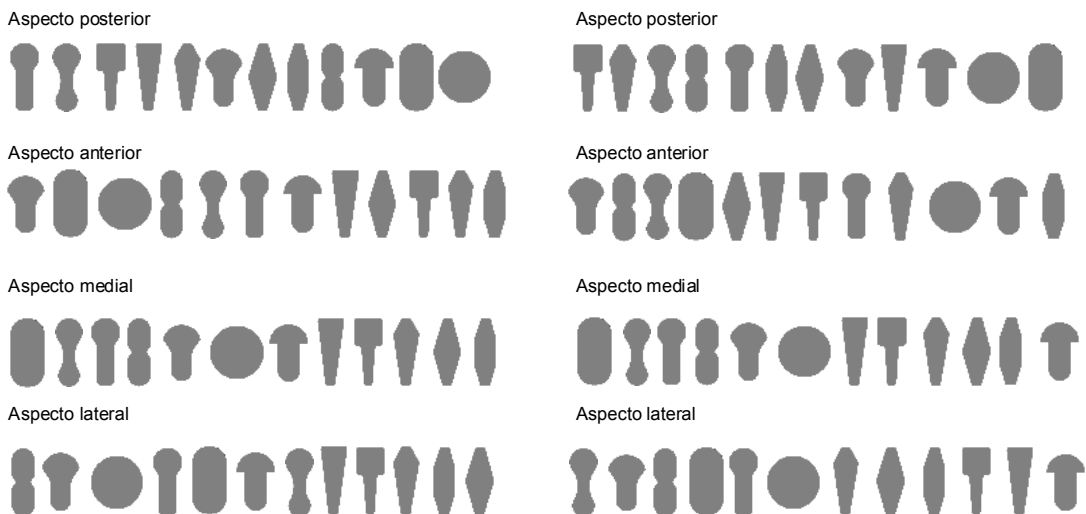 Aspecto posterior
Aspecto posterior
Aspecto anterior
Aspecto anterior
Aspecto medial
Aspecto medial
Aspecto lateral
Aspecto lateral